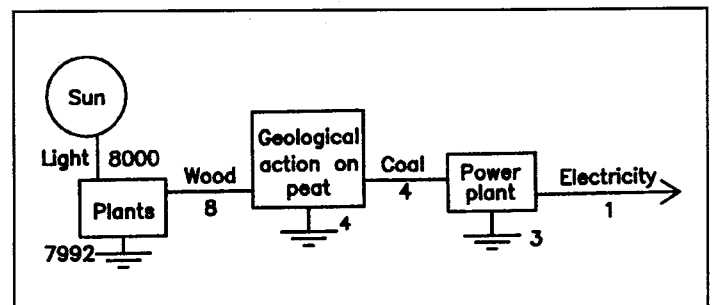 Sun
Light 8000
Plants
7992
Wood
8
Geological
action on
peat
4
Coal
4
Power
plant
3
Electricity
1